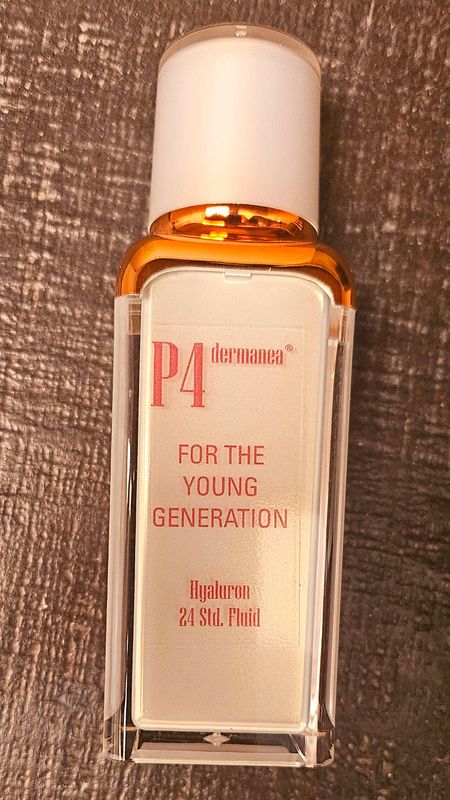 P4 dermanea®
FOR THE
YOUNG
GENERATION
Hyaluron
24 Std. Fluid